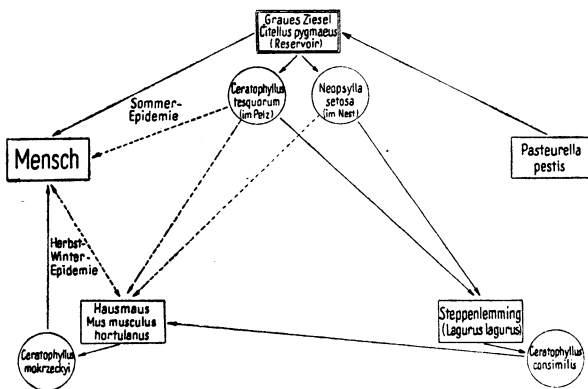 Graues Ziesel
Citellus pygmaeus
(Reservoir)
Ceratophyllus
tesquorum
(im Pelz)
Neopsylla
setosa
(im Nest)
Sommer-
Epidemie
Mensch
Pasteurella
pestis
Herbst-
Winter-
Epidemie
Hausmaus
Mus musculus
hortulanus
Steppenlemming
(Lagurus lagurus)
Ceratophyllus
mokrzeckyi
Ceratophyllus
consimilis